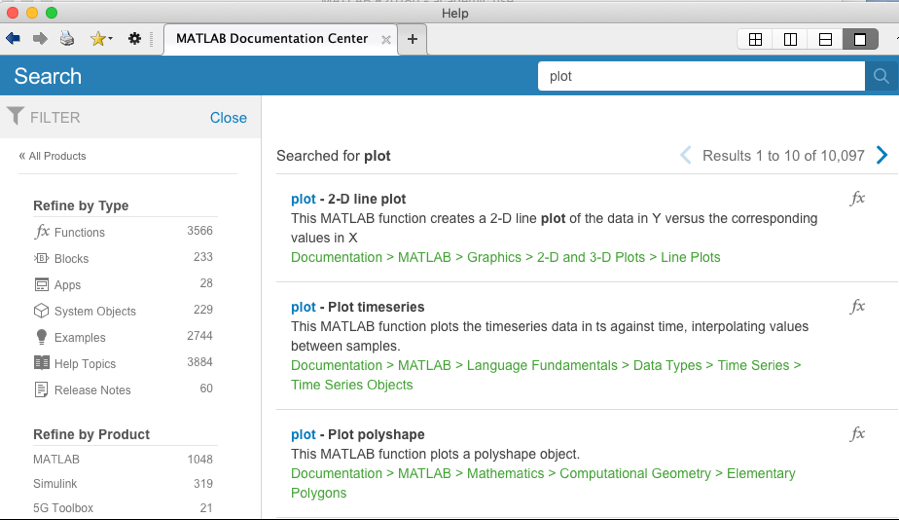 Help
MATLAB Documentation Center
Search
plot
FILTER
Close
« All Products
Refine by Type
fx Functions 3566
Blocks 233
Apps 28
System Objects 229
Examples 2744
Help Topics 3884
Release Notes 60
Refine by Product
MATLAB 1048
Simulink 319
5G Toolbox 21
Searched for plot
Results 1 to 10 of 10,097
plot - 2-D line plot
fx
This MATLAB function creates a 2-D line plot of the data in Y versus the corresponding
values in X
Documentation > MATLAB > Graphics > 2-D and 3-D Plots > Line Plots
plot - Plot timeseries
fx
This MATLAB function plots the timeseries data in ts against time, interpolating values
between samples.
Documentation > MATLAB > Language Fundamentals > Data Types > Time Series >
Time Series Objects
plot - Plot polyshape
fx
This MATLAB function plots a polyshape object.
Documentation > MATLAB > Mathematics > Computational Geometry > Elementary
Polygons